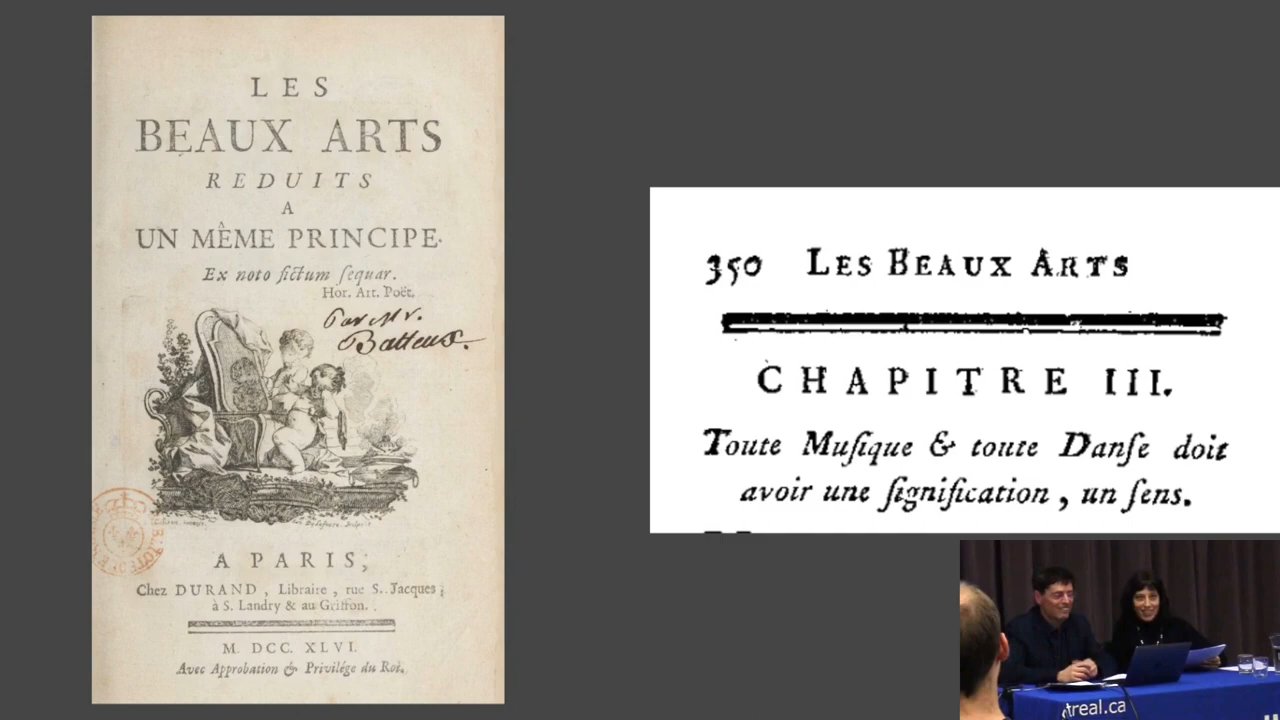 LES
BEAUX ARTS
REDUITS
A
UN MÊME PRINCIPE.
Ex noto fictum ſequar.
Hor. Art. Poët.
Par Mr.
Batteux.
A PARIS,
Chez DURAND, Libraire, rue S. Jacques,
à S. Landry & au Griffon.
M. DCC. XLVI.
Avec Approbation & Privilége du Roi.
350 LES BEAUX ARTS
CHAPITRE III.
Toute Muſique & toute Danſe doit
avoir une ſignification, un ſens.
treal.ca